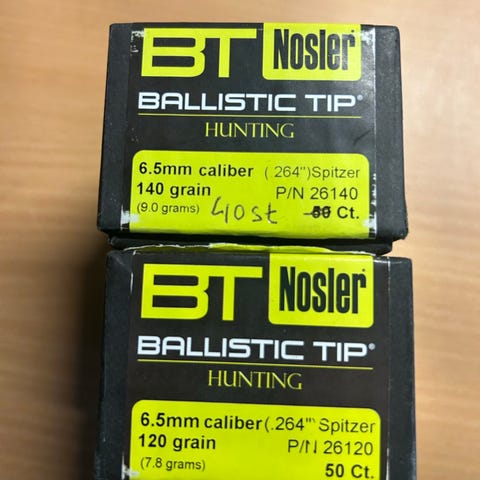 BT Nosler®
BALLISTIC TIP®
HUNTING
6.5mm caliber (.264") Spitzer
140 grain P/N 26140
(9.0 grams) 40st 50 Ct.
BT Nosler®
BALLISTIC TIP®
HUNTING
6.5mm caliber (.264") Spitzer
120 grain P/N 26120
(7.8 grams) 50 Ct.